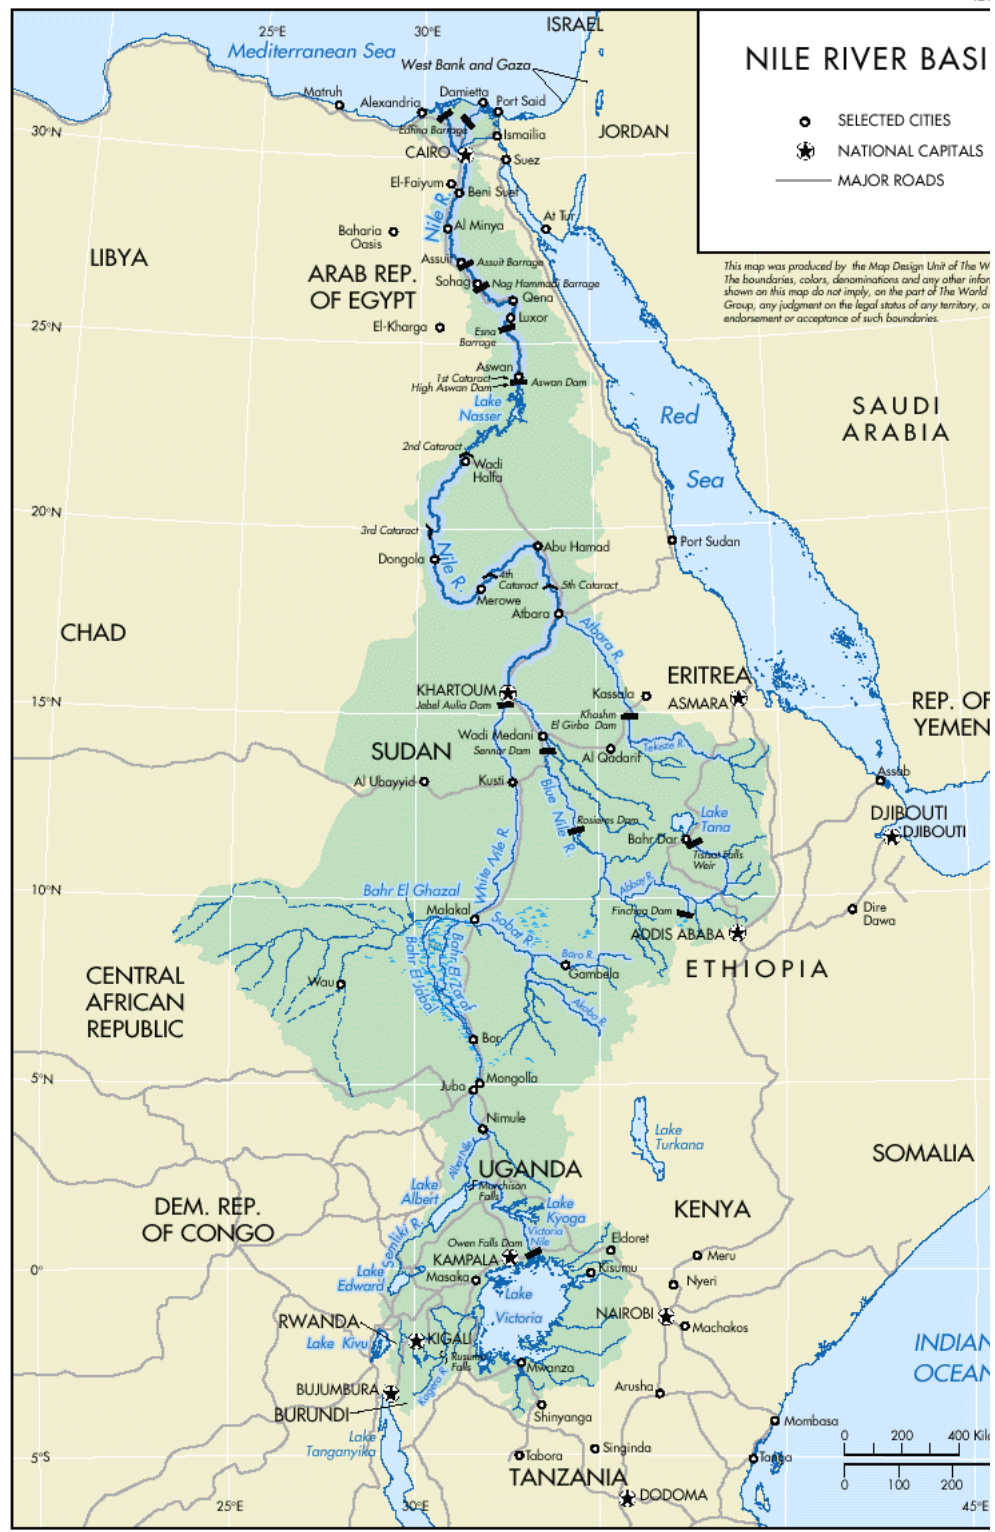 25°E
30°E
ISRAEL
Mediterranean Sea
West Bank and Gaza
NILE RIVER BASI
Matruh
Alexandria
Damietta
Port Said
SELECTED CITIES
30°N
Edfina Barrage
Ismailia
JORDAN
CAIRO
Suez
NATIONAL CAPITALS
El-Faiyum
Beni Suef
MAJOR ROADS
Nile R.
Al Minya
At Tur
Baharia
Oasis
LIBYA
Assuit
Assuit Barrage
ARAB REP.
OF EGYPT
Sohag
Nag Hammadi Barrage
Qena
This map was produced by the Map Design Unit of The W
The boundaries, colors, denominations and any other infor
shown on this map do not imply, on the part of The World
Group, any judgment on the legal status of any territory, o
endorsement or acceptance of such boundaries.
25°N
El-Kharga
Luxor
Esna
Barrage
Aswan
1st Cataract
High Aswan Dam
Aswan Dam
Lake
Nasser
Red
Sea
SAUDI
ARABIA
2nd Cataract
Wadi
Halfa
20°N
3rd Cataract
Nile R.
Dongola
Abu Hamad
Port Sudan
4th
Cataract
5th Cataract
Merowe
Atbara
Atbara R.
CHAD
ERITREA
KHARTOUM
Kassala
ASMARA
15°N
Jebel Aulia Dam
Khashm
El Girba Dam
REP. OF
YEMEN
Wadi Medani
Sennar Dam
SUDAN
Al Qadarif
Tekeze R.
Al Ubayyid
Kusti
Assab
Blue Nile R.
Rosieres Dam
Lake
Tana
DJIBOUTI
DJIBOUTI
White Nile R.
Bahr Dar
Tishat Falls
Weir
10°N
Bahr El Ghazal
Abbay R.
Malakal
Sobat R.
Finchaa Dam
Dire
Dawa
ADDIS ABABA
Bahr El Jabal
Bahr El Zaraf
Baro R.
Gambela
ETHIOPIA
CENTRAL
AFRICAN
REPUBLIC
Wau
Akobo R.
Bor
5°N
Juba
Mongolla
Nimule
Lake
Turkana
Albert Nile
UGANDA
SOMALIA
Lake
Albert
Murchison
Falls
Lake
Kyoga
DEM. REP.
OF CONGO
KENYA
Semliki R.
Victoria
Nile
Owen Falls Dam
Eldoret
KAMPALA
Meru
0°
Lake
Edward
Masaka
Kisumu
Nyeri
Lake
Victoria
RWANDA
NAIROBI
Lake Kivu
KIGALI
Machakos
Rusumo
Falls
INDIAN
OCEAN
Mwanza
BUJUMBURA
Kagera R.
Arusha
BURUNDI
Shinyanga
Mombasa
Lake
Tanganyika
0 200 400 Kil
5°S
Tabora
Singinda
Tanga
TANZANIA
0 100 200
DODOMA
25°E
30°E
45°E